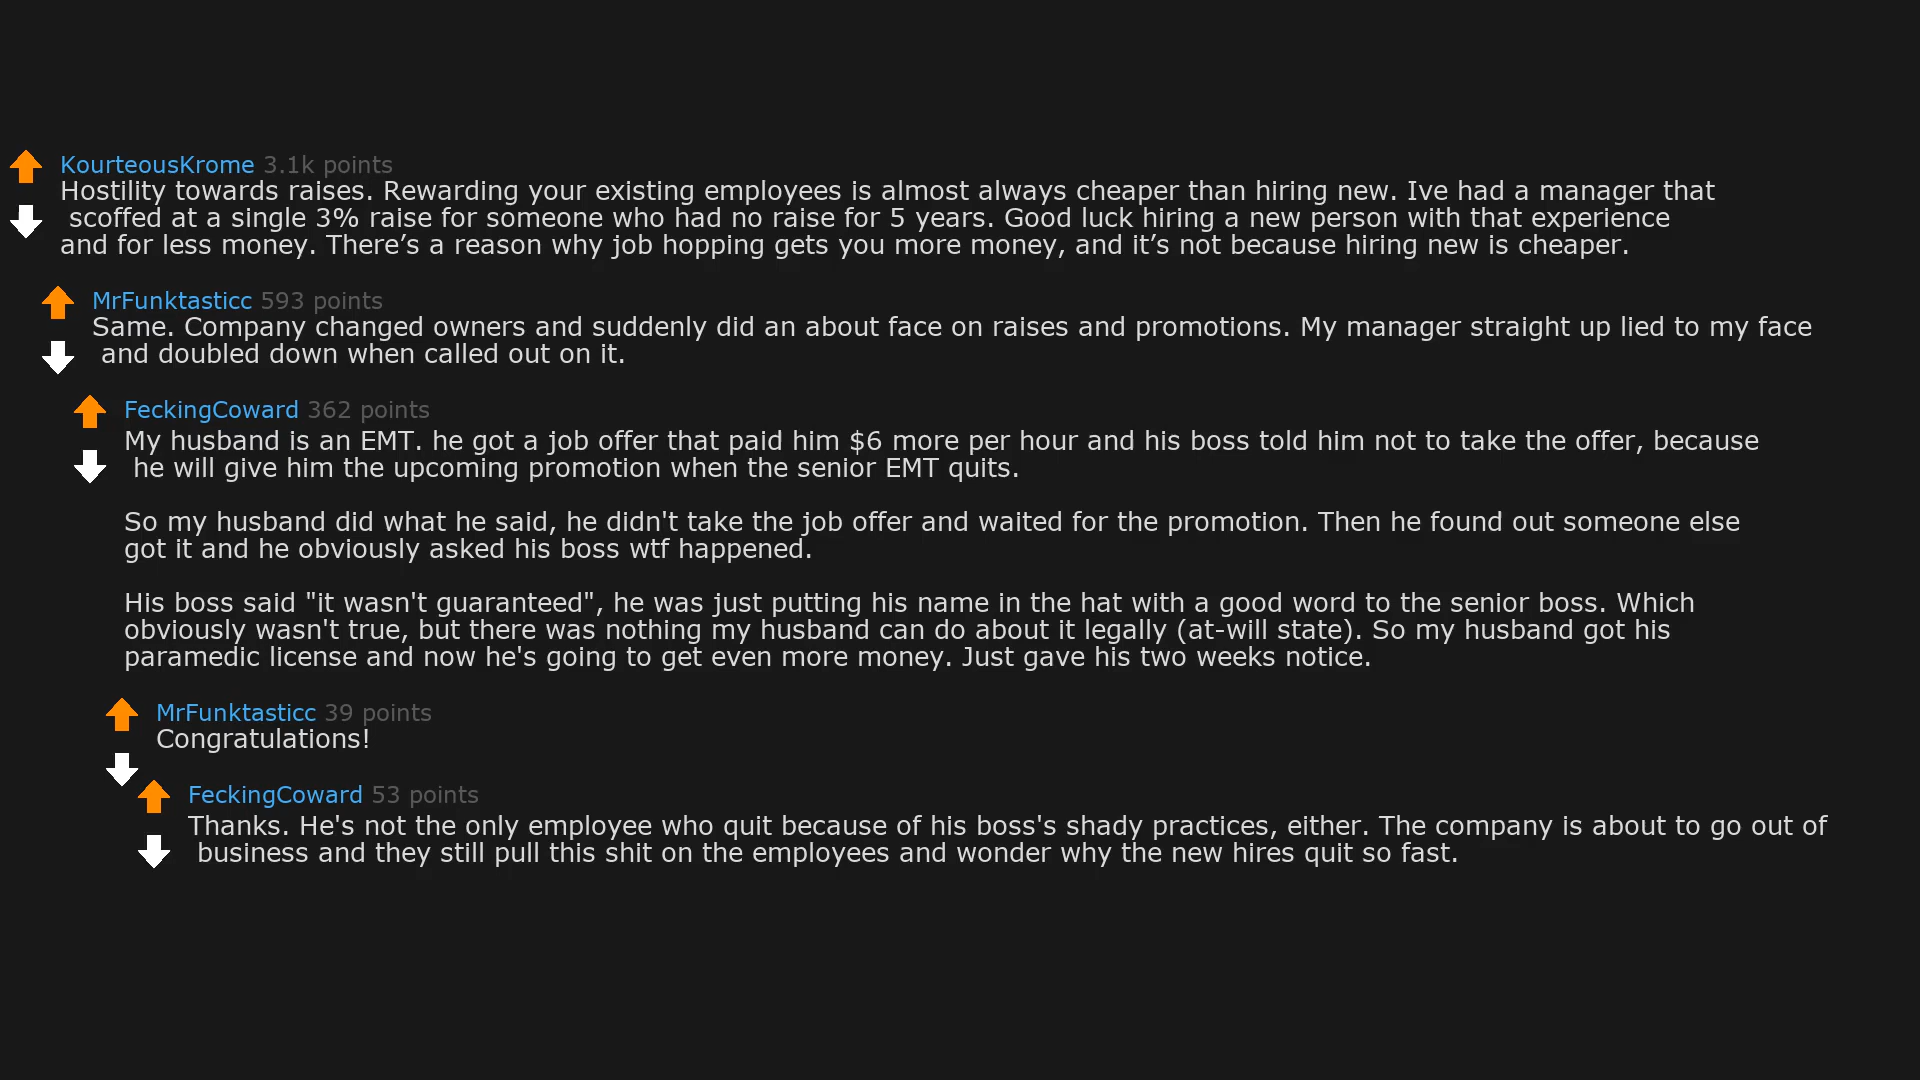 KourteousKrome 3.1k points
Hostility towards raises. Rewarding your existing employees is almost always cheaper than hiring new. Ive had a manager that
scoffed at a single 3% raise for someone who had no raise for 5 years. Good luck hiring a new person with that experience
and for less money. There’s a reason why job hopping gets you more money, and it’s not because hiring new is cheaper.
MrFunktasticc 593 points
Same. Company changed owners and suddenly did an about face on raises and promotions. My manager straight up lied to my face
and doubled down when called out on it.
FeckingCoward 362 points
My husband is an EMT. he got a job offer that paid him $6 more per hour and his boss told him not to take the offer, because
he will give him the upcoming promotion when the senior EMT quits.
So my husband did what he said, he didn't take the job offer and waited for the promotion. Then he found out someone else
got it and he obviously asked his boss wtf happened.
His boss said "it wasn't guaranteed", he was just putting his name in the hat with a good word to the senior boss. Which
obviously wasn't true, but there was nothing my husband can do about it legally (at-will state). So my husband got his
paramedic license and now he's going to get even more money. Just gave his two weeks notice.
MrFunktasticc 39 points
Congratulations!
FeckingCoward 53 points
Thanks. He's not the only employee who quit because of his boss's shady practices, either. The company is about to go out of
business and they still pull this shit on the employees and wonder why the new hires quit so fast.